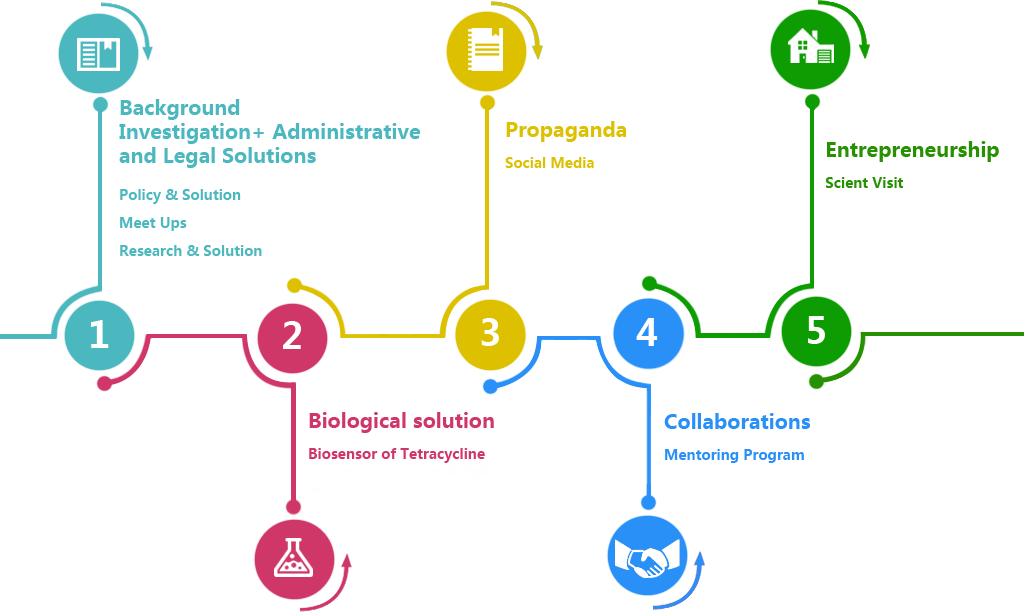 Background
Investigation+ Administrative
and Legal Solutions
Policy & Solution
Meet Ups
Research & Solution
1
2
Biological solution
Biosensor of Tetracycline
Propaganda
Social Media
3
4
Collaborations
Mentoring Program
Entrepreneurship
Scient Visit
5